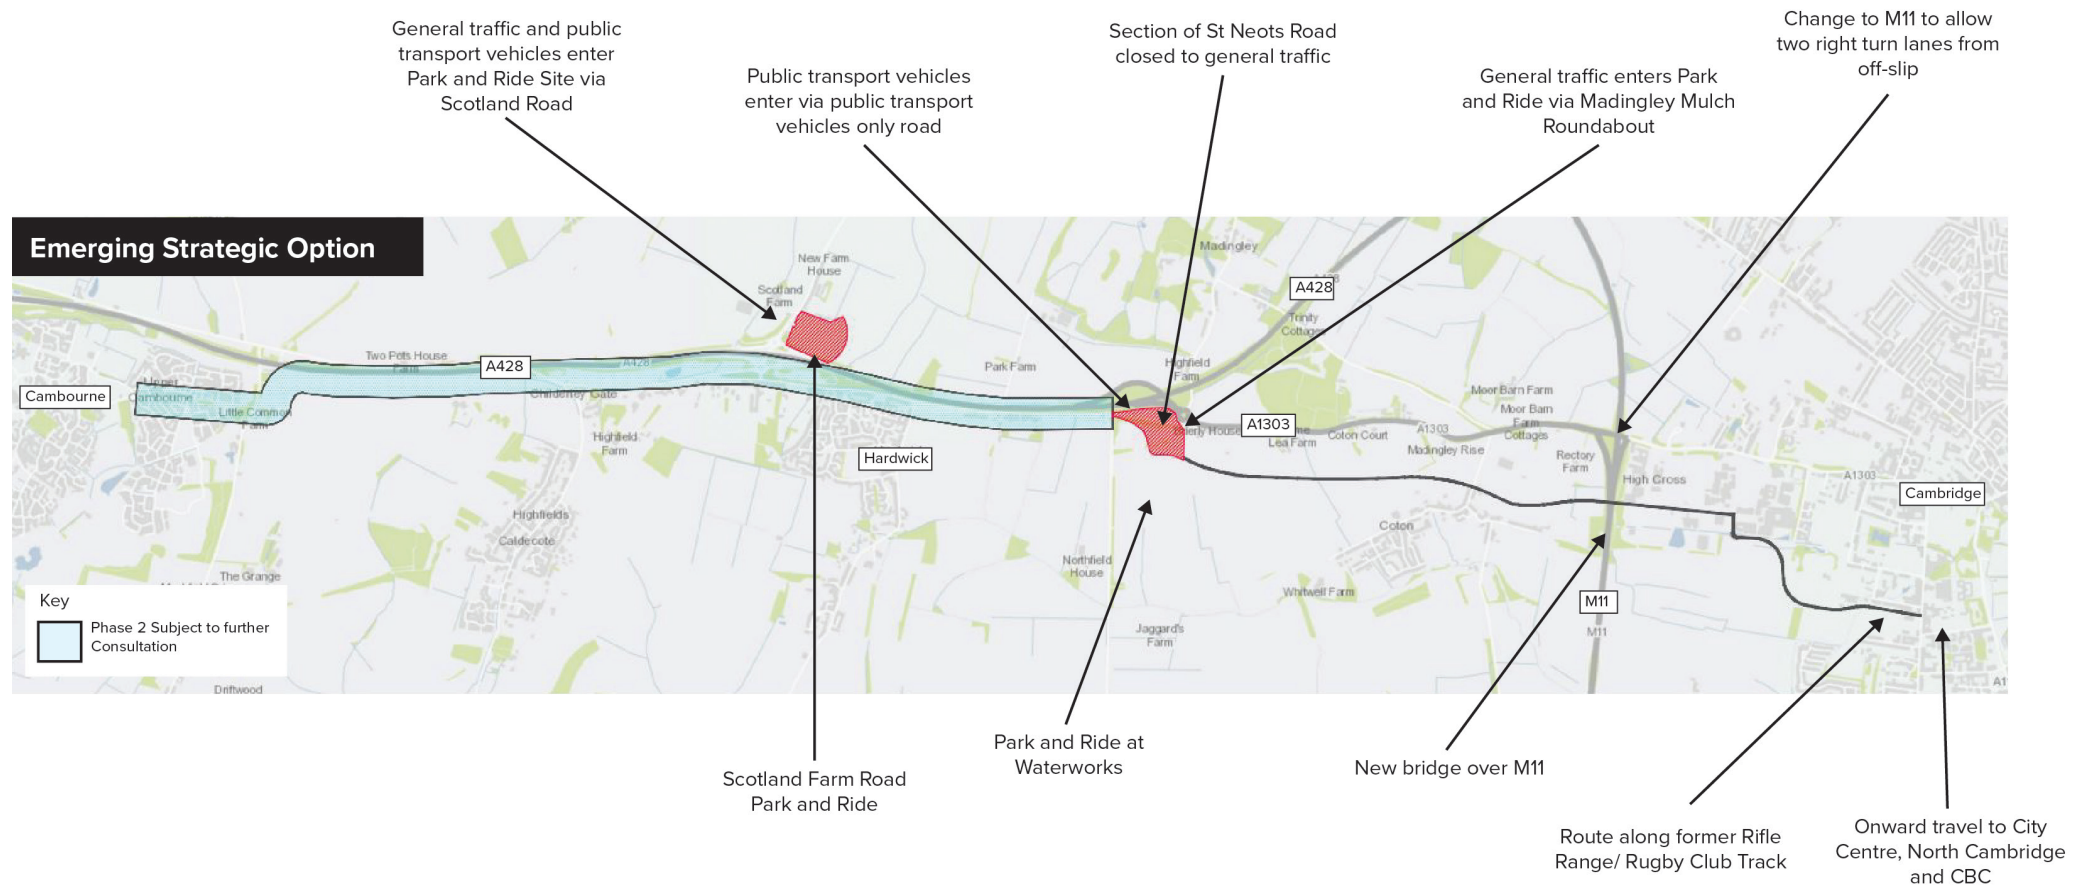 General traffic and public
transport vehicles enter
Park and Ride Site via
Scotland Road
Public transport vehicles
enter via public transport
vehicles only road
Section of St Neots Road
closed to general traffic
General traffic enters Park
and Ride via Madingley Mulch
Roundabout
Change to M11 to allow
two right turn lanes from
off-slip
Emerging Strategic Option
Madingley
New Farm
House
Scotland
Farm
A428
A428
Trinity
Cottages
Two Pots House
Farm
A428
A428
Park Farm
Highfield
Farm
Cambourne
Upper
Cambourne
Little Common
Farm
Childerley Gate
Moor Barn Farm
Moor Barn
Cottages
A1303
Lea Farm
Coton Court
A1303
Madingley Rise
Highfield
Farm
Hardwick
Rectory
Farm
High Cross
A1303
Cambridge
Highfields
Caldecote
Coton
Northfield
House
The Grange
Whitwell Farm
M11
M11
Jaggard's
Farm
Key
Phase 2 Subject to further
Consultation
Driftwood
Park and Ride at
Waterworks
Scotland Farm Road
Park and Ride
New bridge over M11
Route along former Rifle
Range/ Rugby Club Track
Onward travel to City
Centre, North Cambridge
and CBC